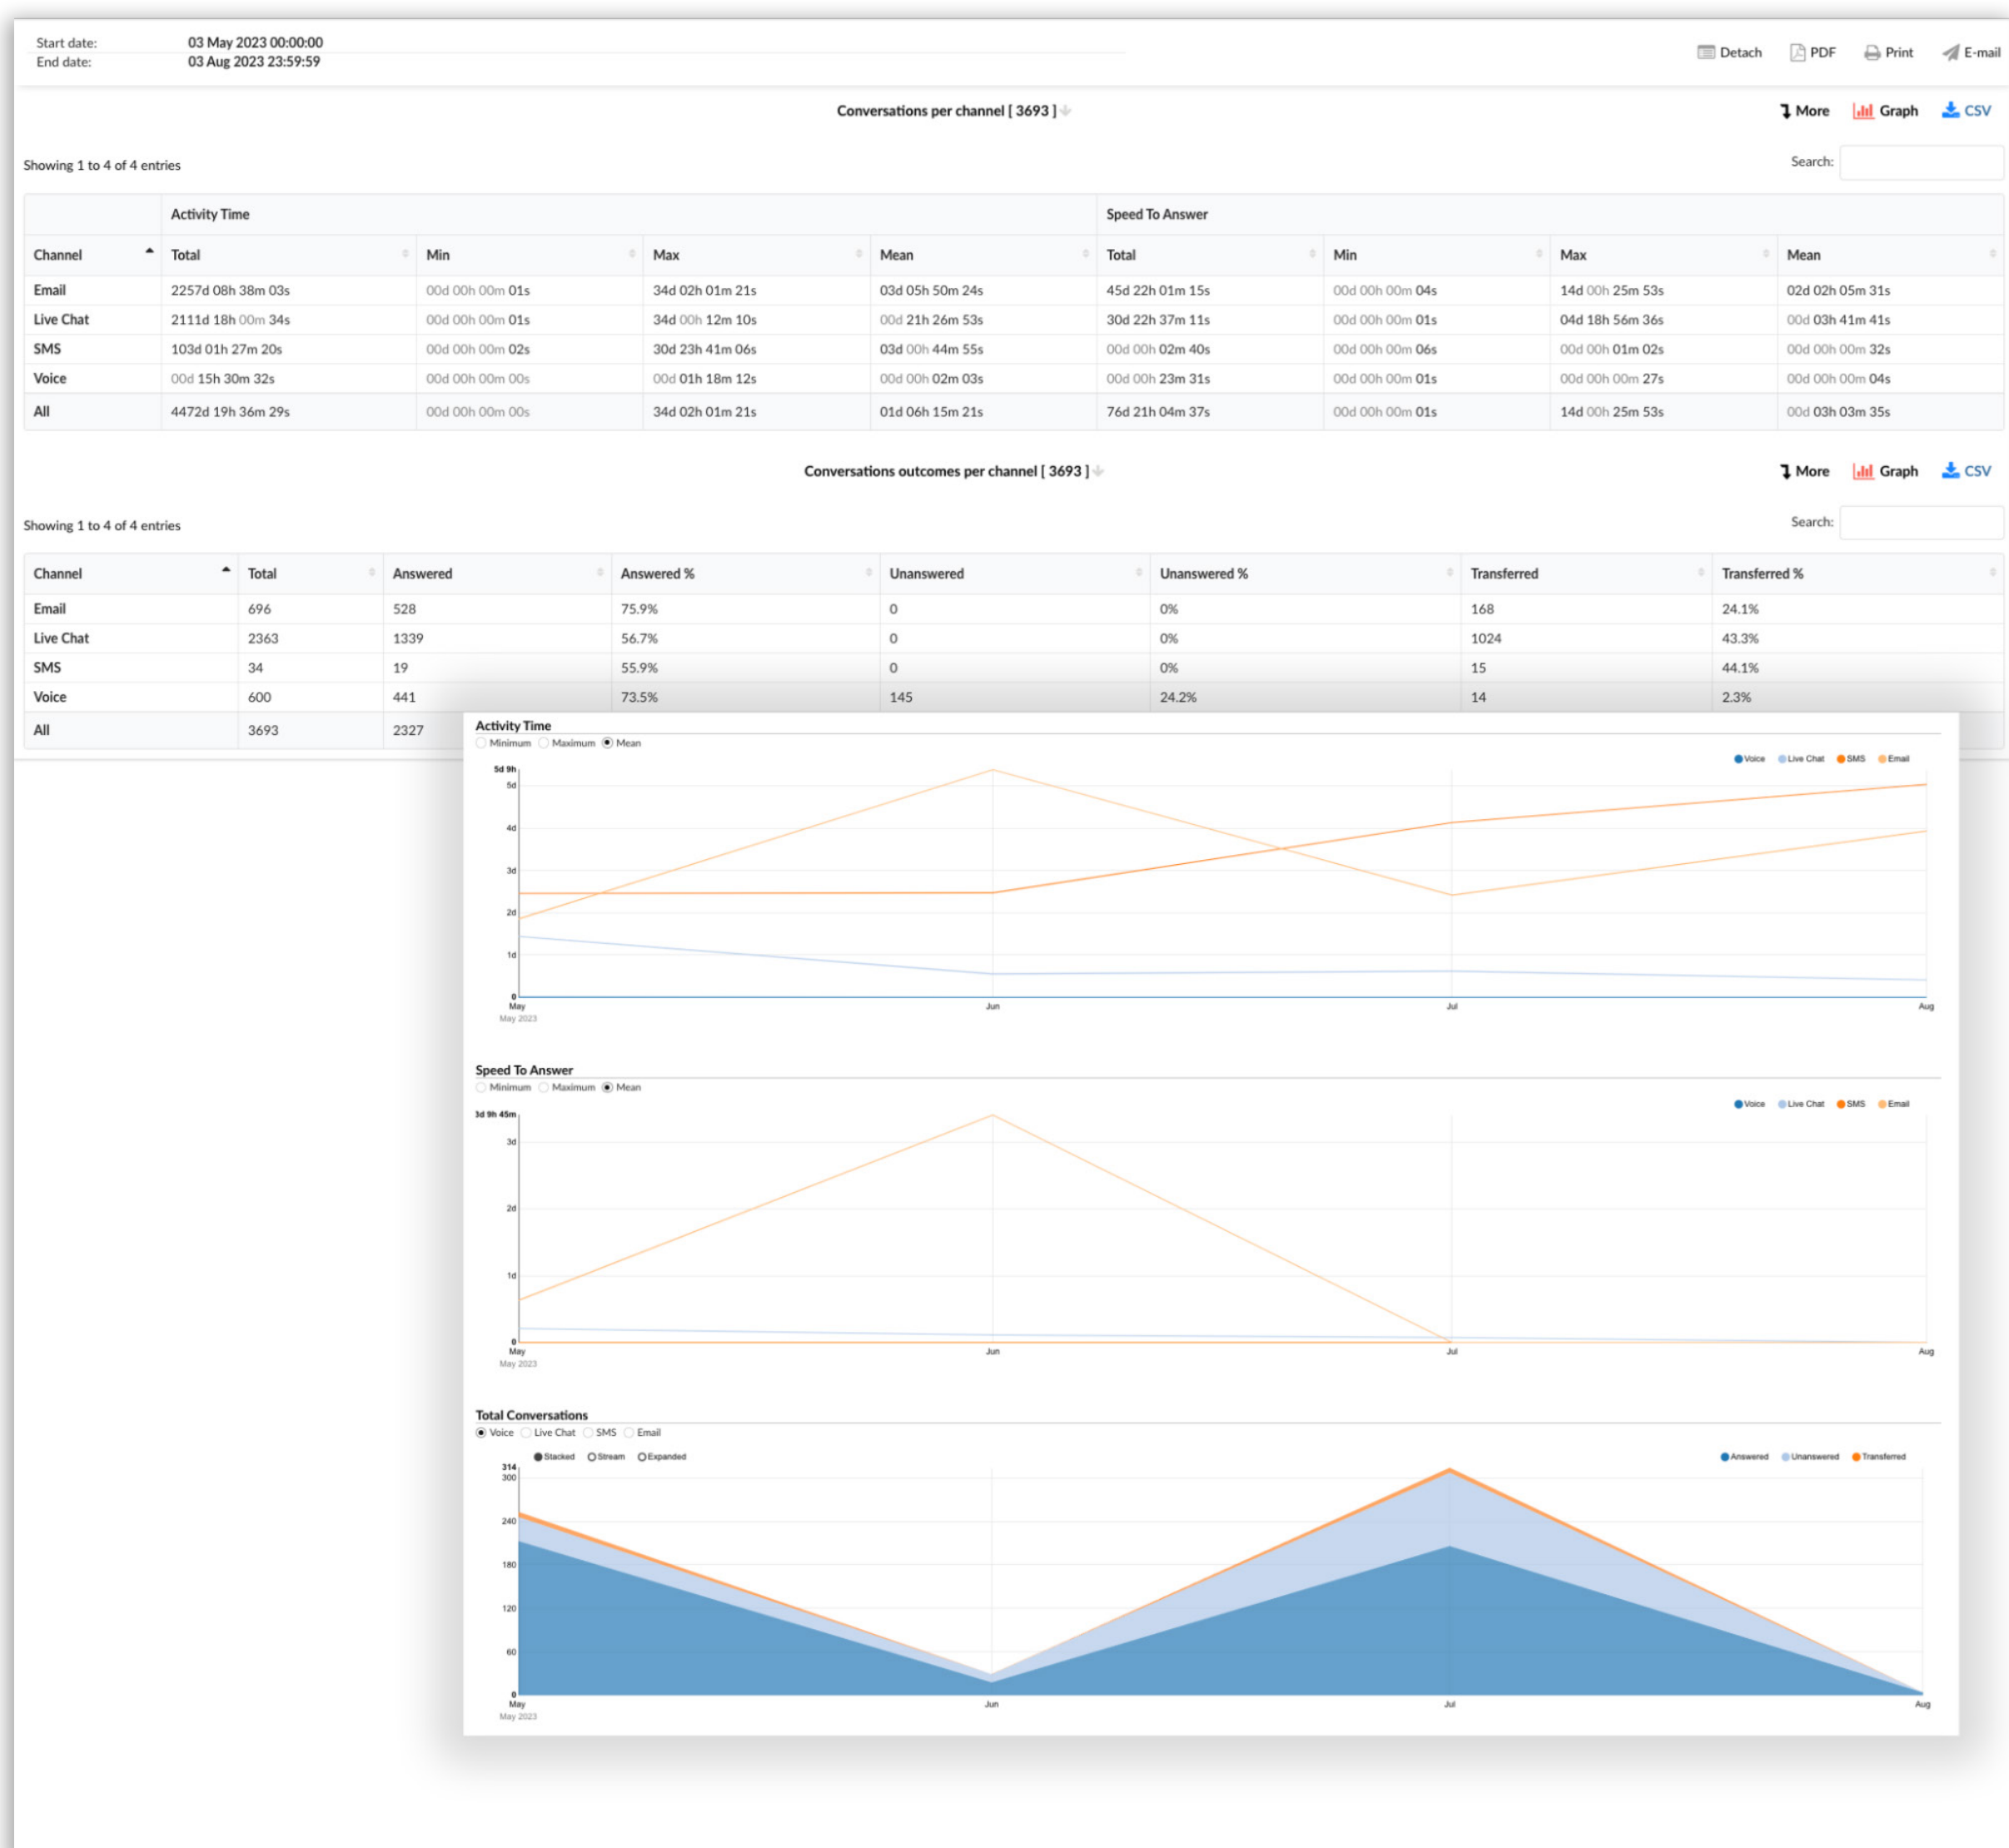 Start date: 03 May 2023 00:00:00
End date: 03 Aug 2023 23:59:59
Detach PDF Print E-mail
Conversations per channel [ 3693 ]
More Graph CSV
Showing 1 to 4 of 4 entries
Search:
Activity Time Speed To Answer
Channel Total Min Max Mean Total Min Max Mean
Email 2257d 08h 38m 03s 00d 00h 00m 01s 34d 02h 01m 21s 03d 05h 50m 24s 45d 22h 01m 15s 00d 00h 00m 04s 14d 00h 25m 53s 02d 02h 05m 31s
Live Chat 2111d 18h 00m 34s 00d 00h 00m 01s 34d 00h 12m 10s 00d 21h 26m 53s 30d 22h 37m 11s 00d 00h 00m 01s 04d 18h 56m 36s 00d 03h 41m 41s
SMS 103d 01h 27m 20s 00d 00h 00m 02s 30d 23h 41m 06s 03d 00h 44m 55s 00d 00h 02m 40s 00d 00h 00m 06s 00d 00h 01m 02s 00d 00h 00m 32s
Voice 00d 15h 30m 32s 00d 00h 00m 00s 00d 01h 18m 12s 00d 00h 02m 03s 00d 00h 23m 31s 00d 00h 00m 01s 00d 00h 00m 27s 00d 00h 00m 04s
All 4472d 19h 36m 29s 00d 00h 00m 00s 34d 02h 01m 21s 01d 06h 15m 21s 76d 21h 04m 37s 00d 00h 00m 01s 14d 00h 25m 53s 00d 03h 03m 35s
Conversations outcomes per channel [ 3693 ]
More Graph CSV
Showing 1 to 4 of 4 entries
Search:
Channel Total Answered Answered % Unanswered Unanswered % Transferred Transferred %
Email 696 528 75.9% 0 0% 168 24.1%
Live Chat 2363 1339 56.7% 0 0% 1024 43.3%
SMS 34 19 55.9% 0 0% 15 44.1%
Voice 600 441 73.5% 145 24.2% 14 2.3%
All 3693 2327
Activity Time
Minimum Maximum Mean
Voice Live Chat SMS Email
5d 9h
5d
4d
3d
2d
1d
0
May Jun Jul Aug
May 2023
Speed To Answer
Minimum Maximum Mean
Voice Live Chat SMS Email
3d 9h 45m
3d
2d
1d
0
May Jun Jul Aug
May 2023
Total Conversations
Voice Live Chat SMS Email
Stacked Stream Expanded
Answered Unanswered Transferred
314
300
240
180
120
60
0
May Jun Jul Aug
May 2023